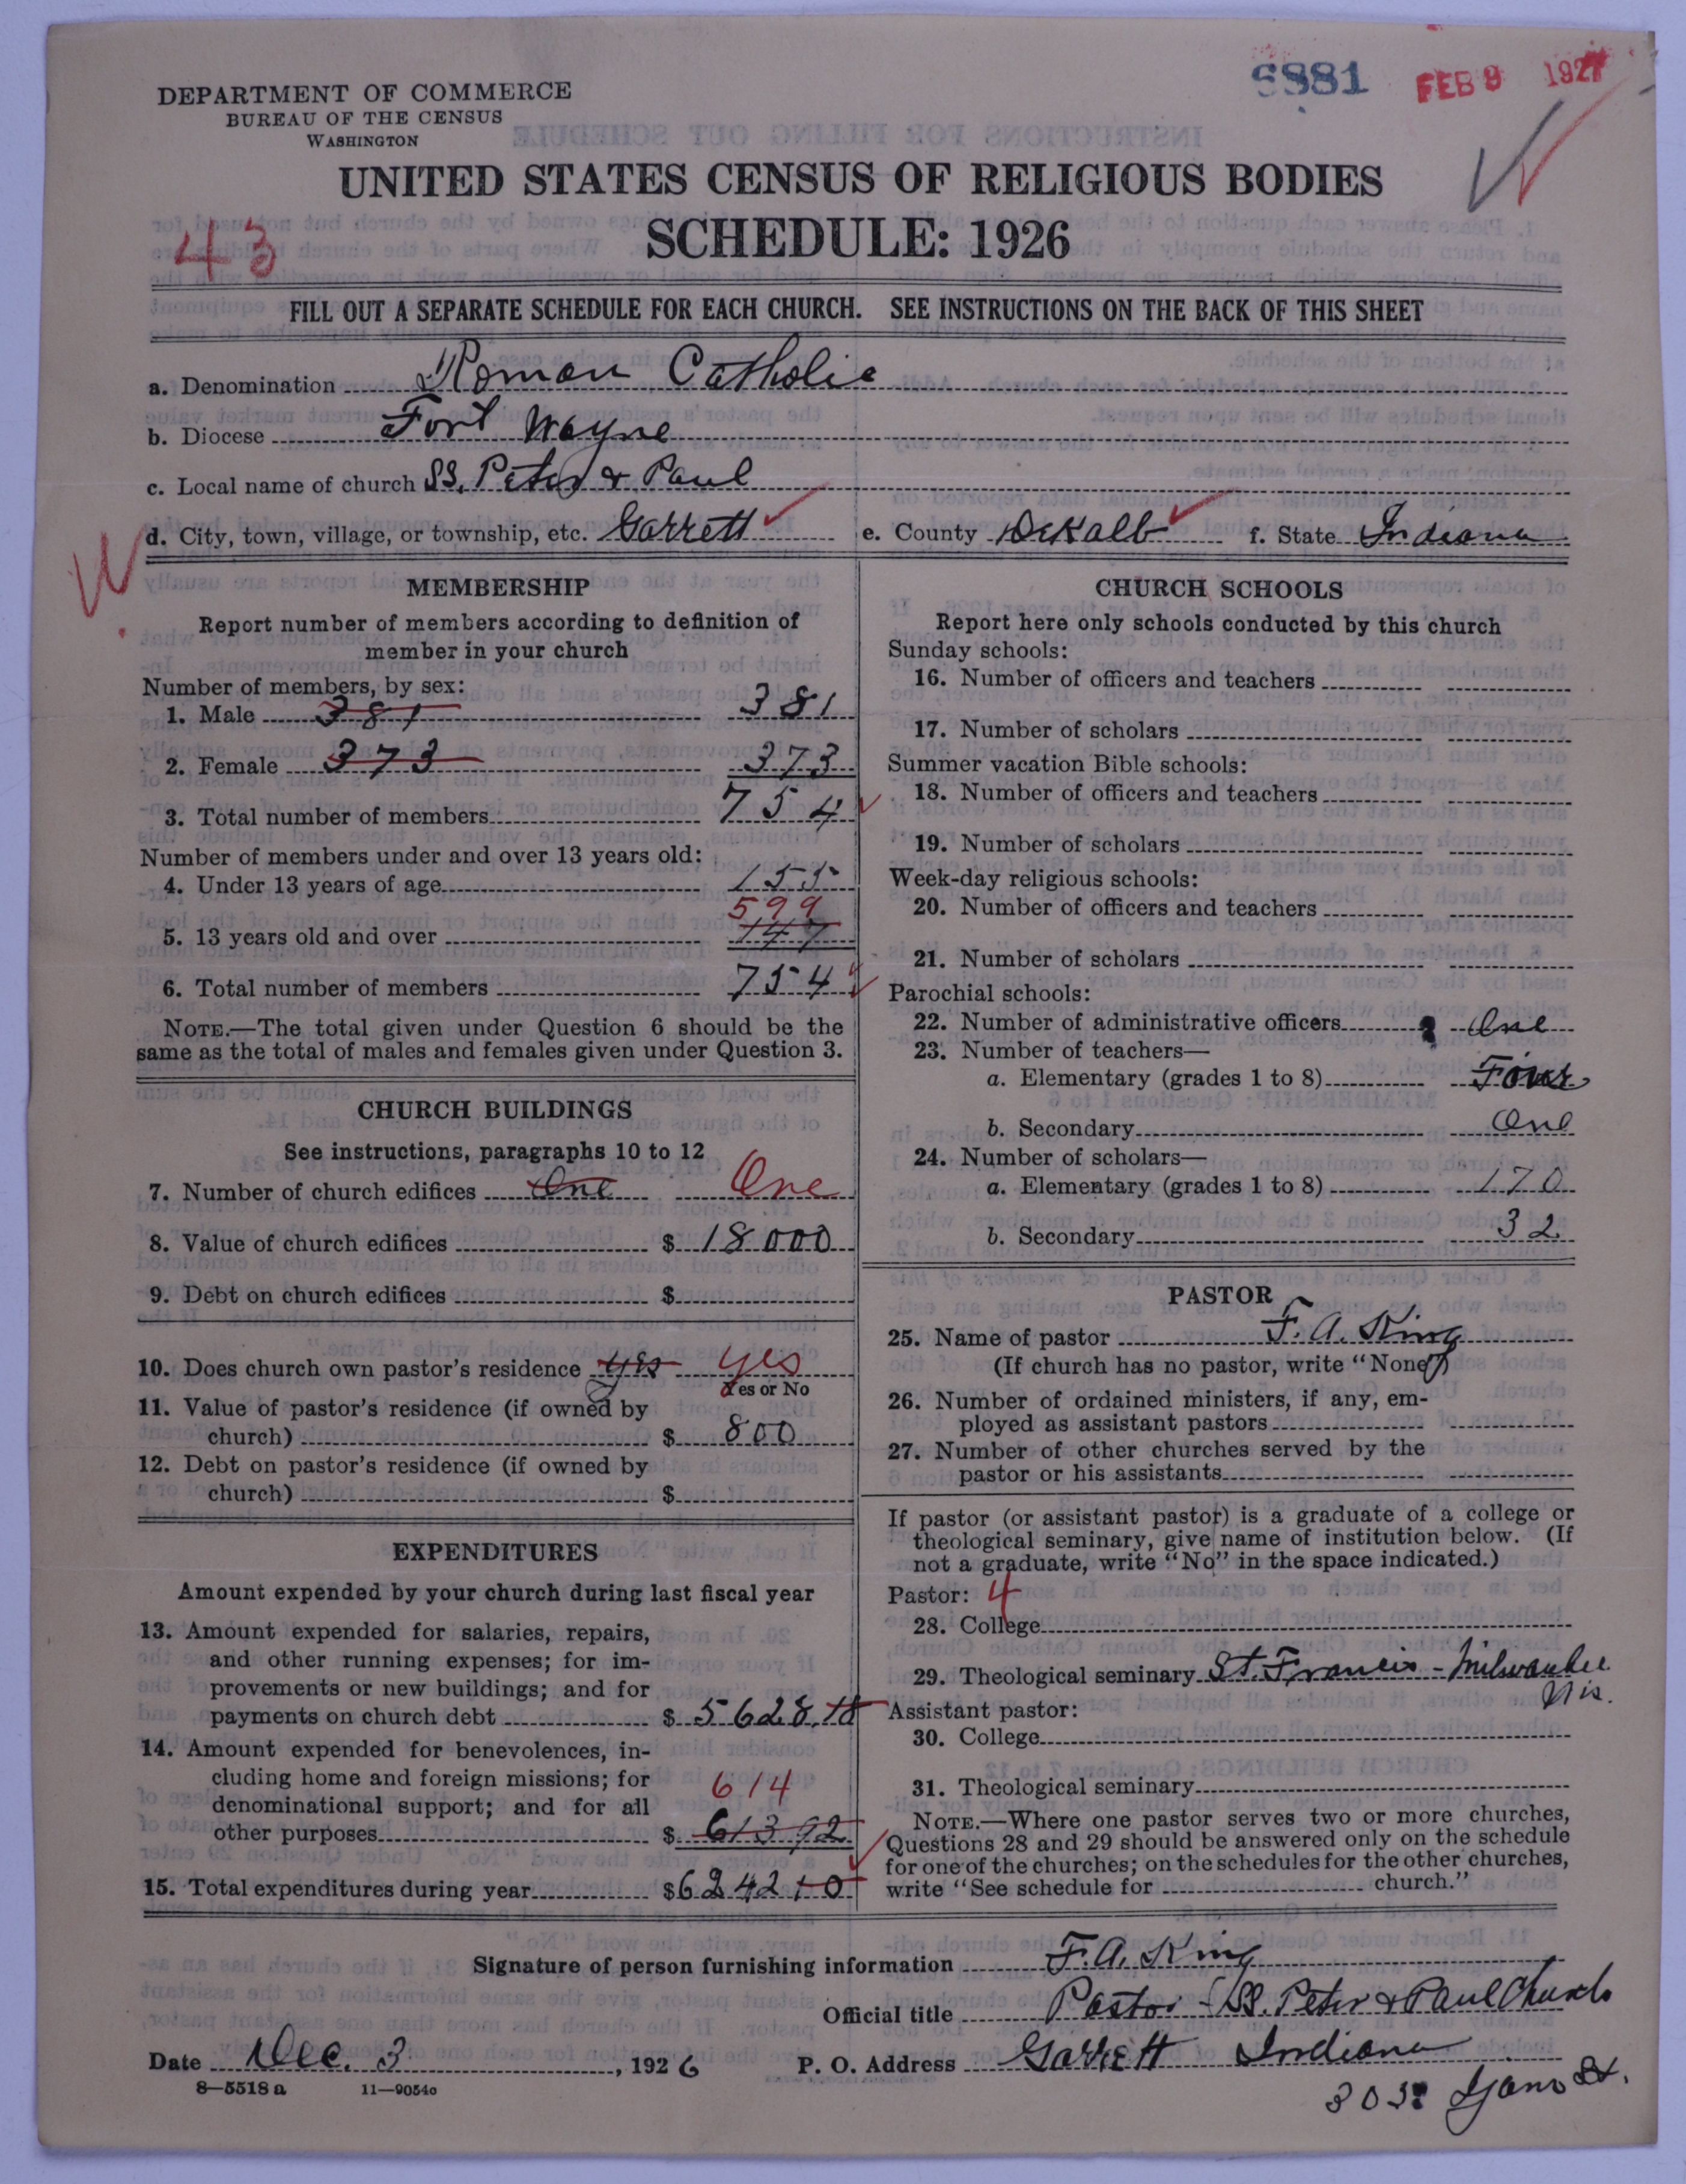 DEPARTMENT OF COMMERCE
BUREAU OF THE CENSUS
WASHINGTON
FEB 9 1927
UNITED STATES CENSUS OF RELIGIOUS BODIES
43
SCHEDULE: 1926
FILL OUT A SEPARATE SCHEDULE FOR EACH CHURCH. SEE INSTRUCTIONS ON THE BACK OF THIS SHEET
a. Denomination Roman Catholic
b. Diocese Fort Wayne
c. Local name of church SS. Peter & Paul
d. City, town, village, or township, etc. Garrett e. County DeKalb f. State Indiana
MEMBERSHIP
Report number of members according to definition of
member in your church
Number of members, by sex:
1. Male 381 381
2. Female 373 373
3. Total number of members 754
Number of members under and over 13 years old:
4. Under 13 years of age 155
599
5. 13 years old and over
6. Total number of members 754
NOTE.—The total given under Question 6 should be the
same as the total of males and females given under Question 3.
CHURCH BUILDINGS
See instructions, paragraphs 10 to 12
7. Number of church edifices One One
8. Value of church edifices $ 18000
9. Debt on church edifices $
10. Does church own pastor's residence yes yes
Yes or No
11. Value of pastor's residence (if owned by
church) $ 800
12. Debt on pastor's residence (if owned by
church) $
EXPENDITURES
Amount expended by your church during last fiscal year
13. Amount expended for salaries, repairs,
and other running expenses; for im-
provements or new buildings; and for
payments on church debt $ 5628.18
14. Amount expended for benevolences, in-
cluding home and foreign missions; for
614
denominational support; and for all
other purposes $ 613 92
15. Total expenditures during year $ 6242 10
CHURCH SCHOOLS
Report here only schools conducted by this church
Sunday schools:
16. Number of officers and teachers
17. Number of scholars
Summer vacation Bible schools:
18. Number of officers and teachers
19. Number of scholars
Week-day religious schools:
20. Number of officers and teachers
21. Number of scholars
Parochial schools:
22. Number of administrative officers One
23. Number of teachers—
a. Elementary (grades 1 to 8) Four
b. Secondary One
24. Number of scholars—
a. Elementary (grades 1 to 8) 170
b. Secondary 32
PASTOR
25. Name of pastor F. A. King
(If church has no pastor, write "None")
26. Number of ordained ministers, if any, em-
ployed as assistant pastors
27. Number of other churches served by the
pastor or his assistants
If pastor (or assistant pastor) is a graduate of a college or
theological seminary, give name of institution below. (If
not a graduate, write "No" in the space indicated.)
Pastor: 4
28. College
29. Theological seminary St. Francis - Milwaukee
Wis.
Assistant pastor:
30. College
31. Theological seminary
NOTE.—Where one pastor serves two or more churches,
Questions 28 and 29 should be answered only on the schedule
for one of the churches; on the schedules for the other churches,
write "See schedule for church."
Signature of person furnishing information F. A. King
Official title Pastor - SS. Peter & Paul Church
Date Dec. 3, 1926 P. O. Address Garrett Indiana
8—5518 a 11—9054c